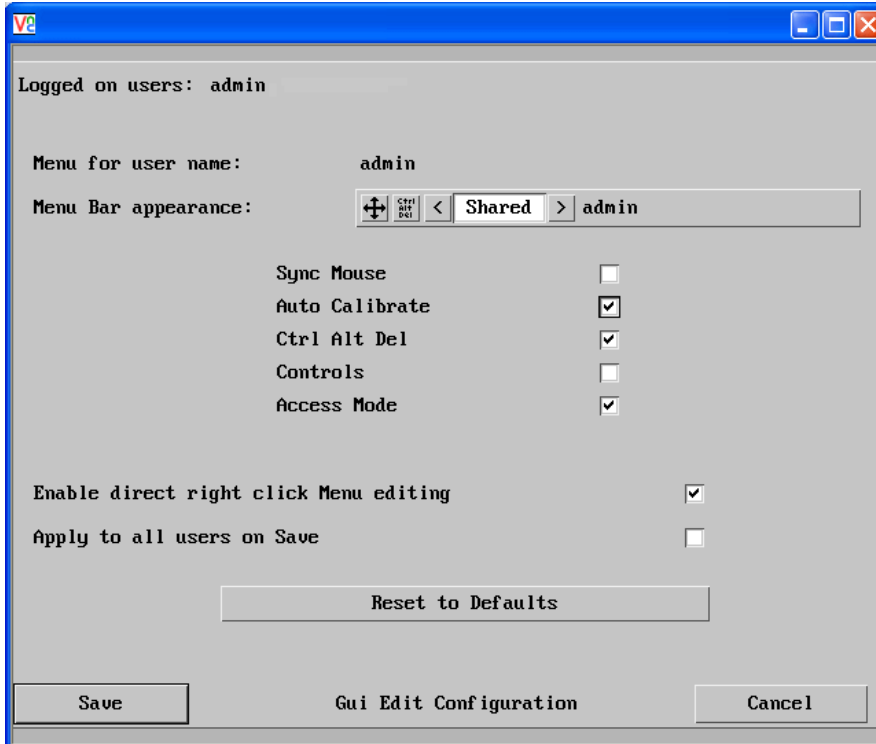 V2
Logged on users: admin
Menu for user name: admin
Menu Bar appearance: Ctrl Alt Del < Shared > admin
Sync Mouse
Auto Calibrate
Ctrl Alt Del
Controls
Access Mode
Enable direct right click Menu editing
Apply to all users on Save
Reset to Defaults
Save Gui Edit Configuration Cancel